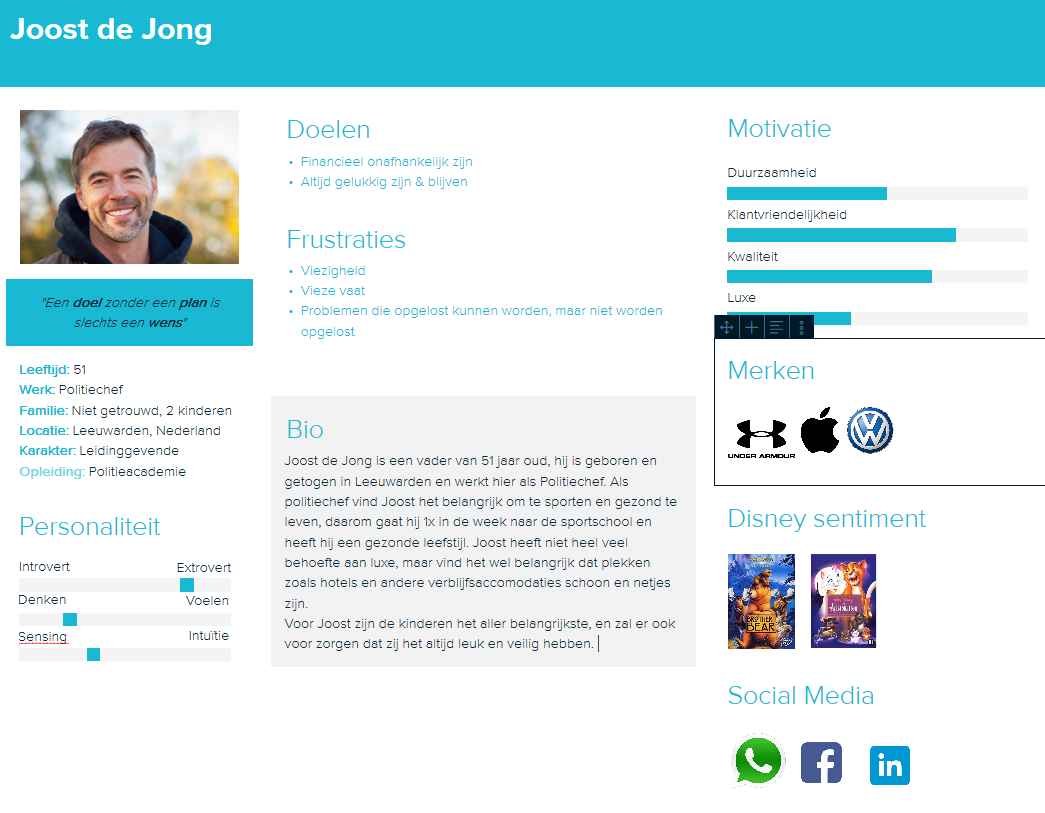 Joost de Jong
"Een doel zonder een plan is
slechts een wens"
Leeftijd: 51
Werk: Politiechef
Familie: Niet getrouwd, 2 kinderen
Locatie: Leeuwarden, Nederland
Karakter: Leidinggevende
Opleiding: Politieacademie
Personaliteit
Introvert Extrovert
Denken Voelen
Sensing Intuïtie
Doelen
• Financieel onafhankelijk zijn
• Altijd gelukkig zijn & blijven
Frustraties
• Viezigheid
• Vieze vaat
• Problemen die opgelost kunnen worden, maar niet worden
opgelost
Bio
Joost de Jong is een vader van 51 jaar oud, hij is geboren en
getogen in Leeuwarden en werkt hier als Politiechef. Als
politiechef vind Joost het belangrijk om te sporten en gezond te
leven, daarom gaat hij 1x in de week naar de sportschool en
heeft hij een gezonde leefstijl. Joost heeft niet heel veel
behoefte aan luxe, maar vind het wel belangrijk dat plekken
zoals hotels en andere verblijfsaccomodaties schoon en netjes
zijn.
Voor Joost zijn de kinderen het aller belangrijkste, en zal er ook
voor zorgen dat zij het altijd leuk en veilig hebben.
Motivatie
Duurzaamheid
Klantvriendelijkheid
Kwaliteit
Luxe
Merken
UNDER ARMOUR
Disney sentiment
BROTHER
BEAR
Social Media